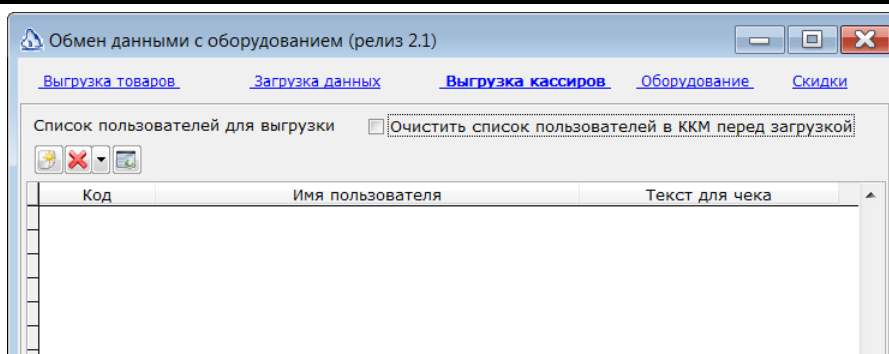 Обмен данными с оборудованием (релиз 2.1)
Выгрузка товаров Загрузка данных Выгрузка кассиров Оборудование Скидки
Список пользователей для выгрузки Очистить список пользователей в ККМ перед загрузкой
Код Имя пользователя Текст для чека